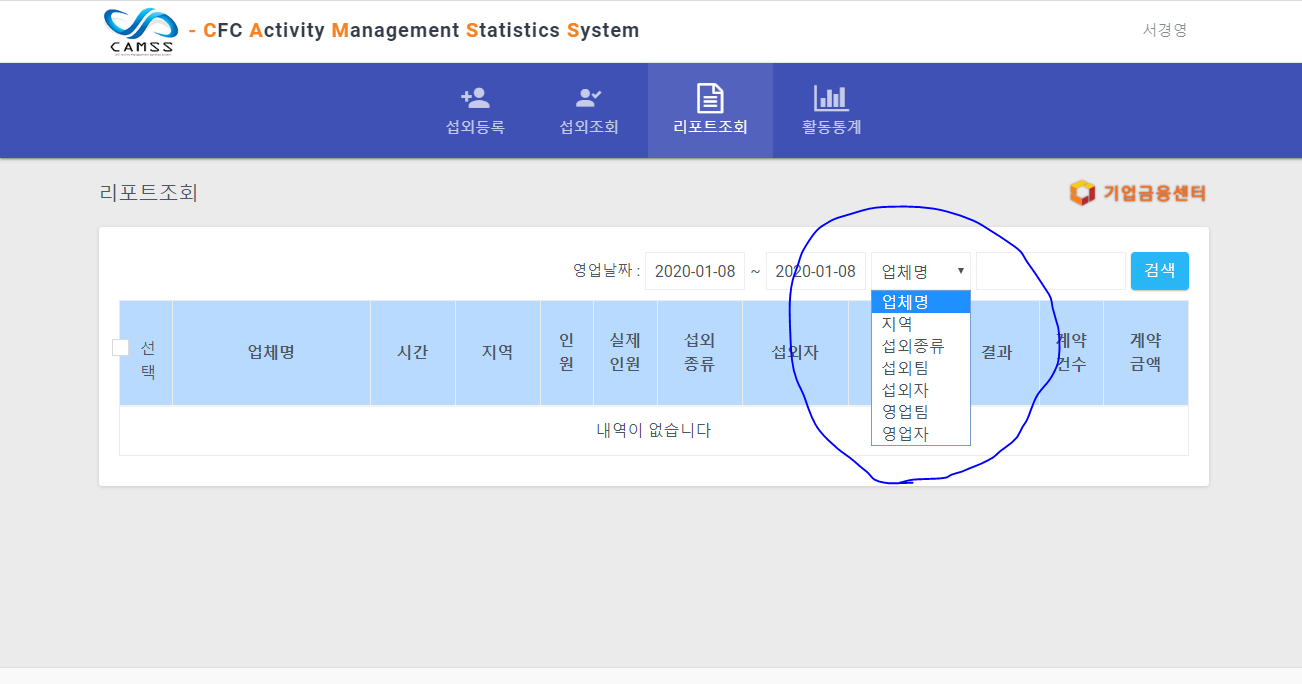 CAMSS
- CFC Activity Management Statistics System
서경영
섭외등록
섭외조회
리포트조회
활동통계
리포트조회
기업금융센터
영업날짜 : 2020-01-08 ~ 2020-01-08 업체명 검색
업체명
지역
섭외종류
섭외팀
섭외자
영업팀
영업자
선택
업체명
시간
지역
인원
실제
인원
섭외
종류
섭외자
결과
계약
건수
계약
금액
내역이 없습니다